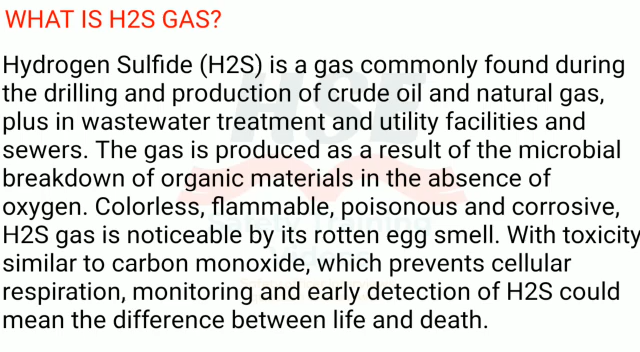 WHAT IS H2S GAS?
Hydrogen Sulfide (H2S) is a gas commonly found during
the drilling and production of crude oil and natural gas,
plus in wastewater treatment and utility facilities and
sewers. The gas is produced as a result of the microbial
breakdown of organic materials in the absence of
oxygen. Colorless, flammable, poisonous and corrosive,
H2S gas is noticeable by its rotten egg smell. With toxicity
similar to carbon monoxide, which prevents cellular
respiration, monitoring and early detection of H2S could
mean the difference between life and death.